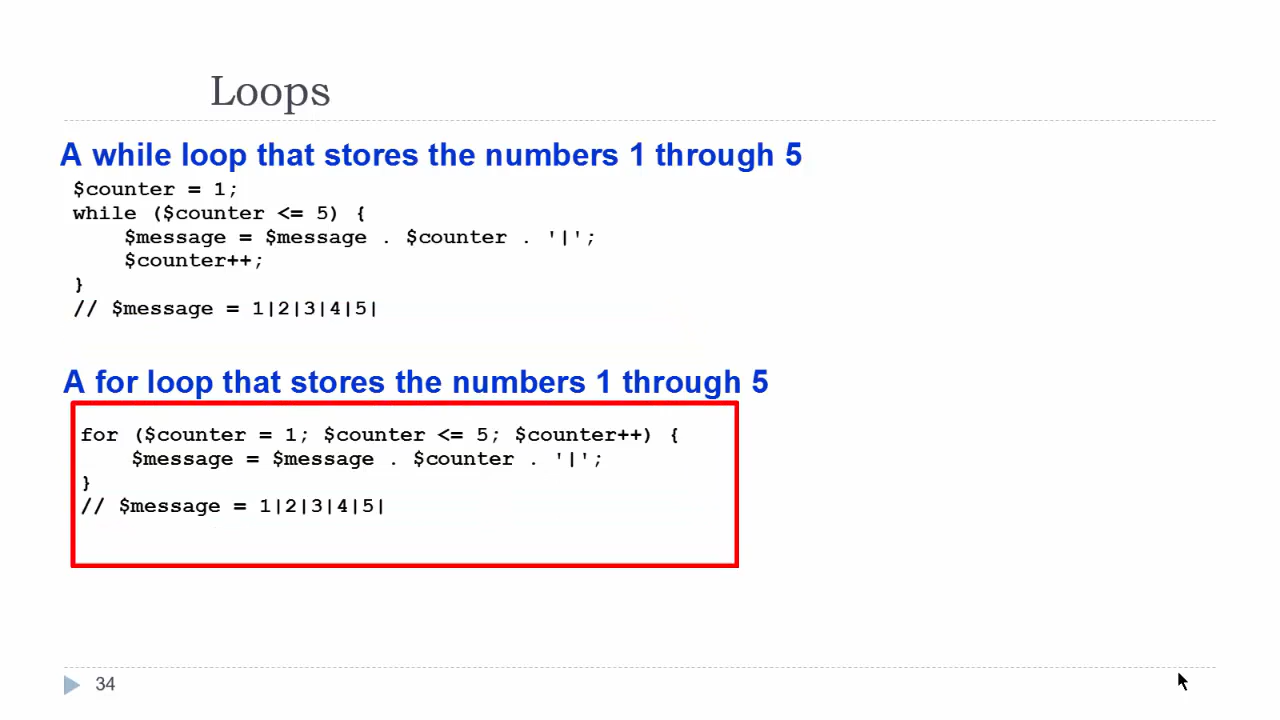 Loops
A while loop that stores the numbers 1 through 5
$counter = 1;
while ($counter <= 5) {
    $message = $message . $counter . '|';
    $counter++;
}
// $message = 1|2|3|4|5|
A for loop that stores the numbers 1 through 5
for ($counter = 1; $counter <= 5; $counter++) {
    $message = $message . $counter . '|';
}
// $message = 1|2|3|4|5|
34